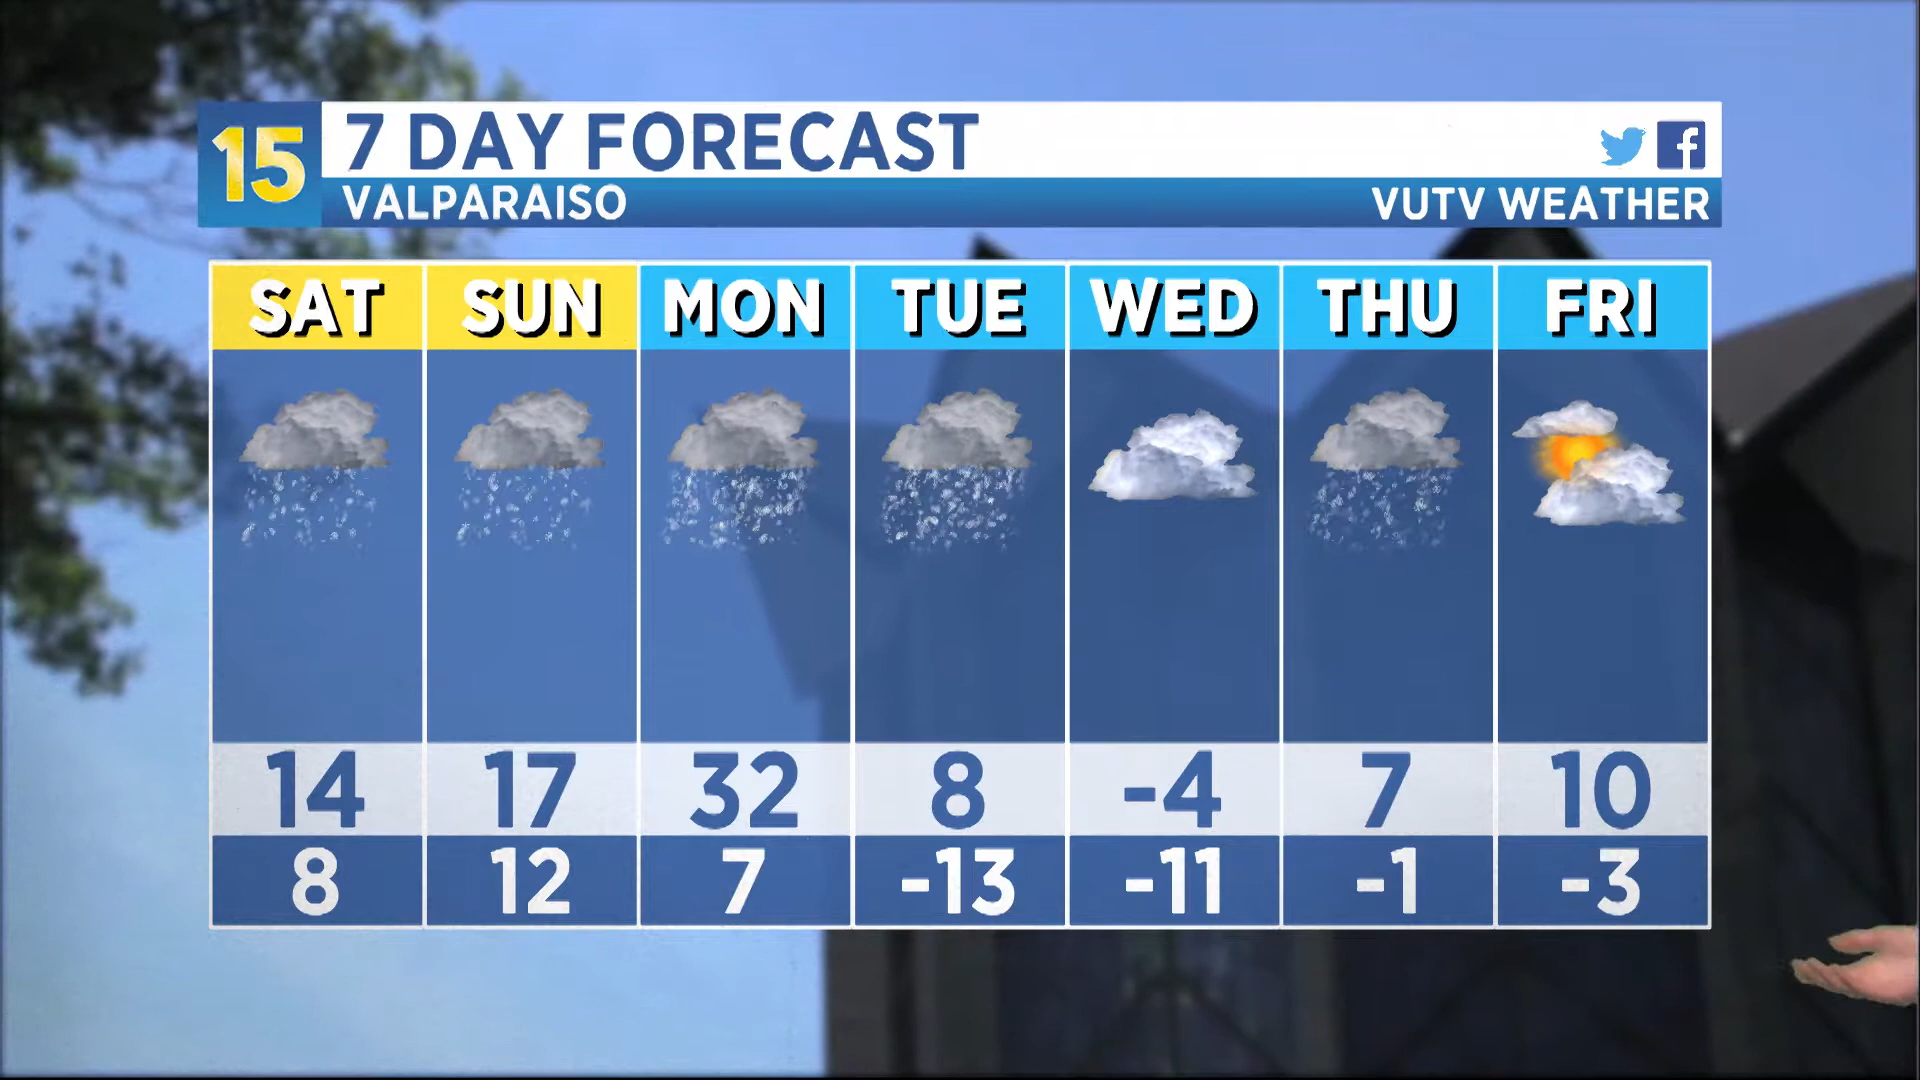 15
7 DAY FORECAST
VALPARAISO
VUTV WEATHER
SAT SUN MON TUE WED THU FRI
14 17 32 8 -4 7 10
8 12 7 -13 -11 -1 -3